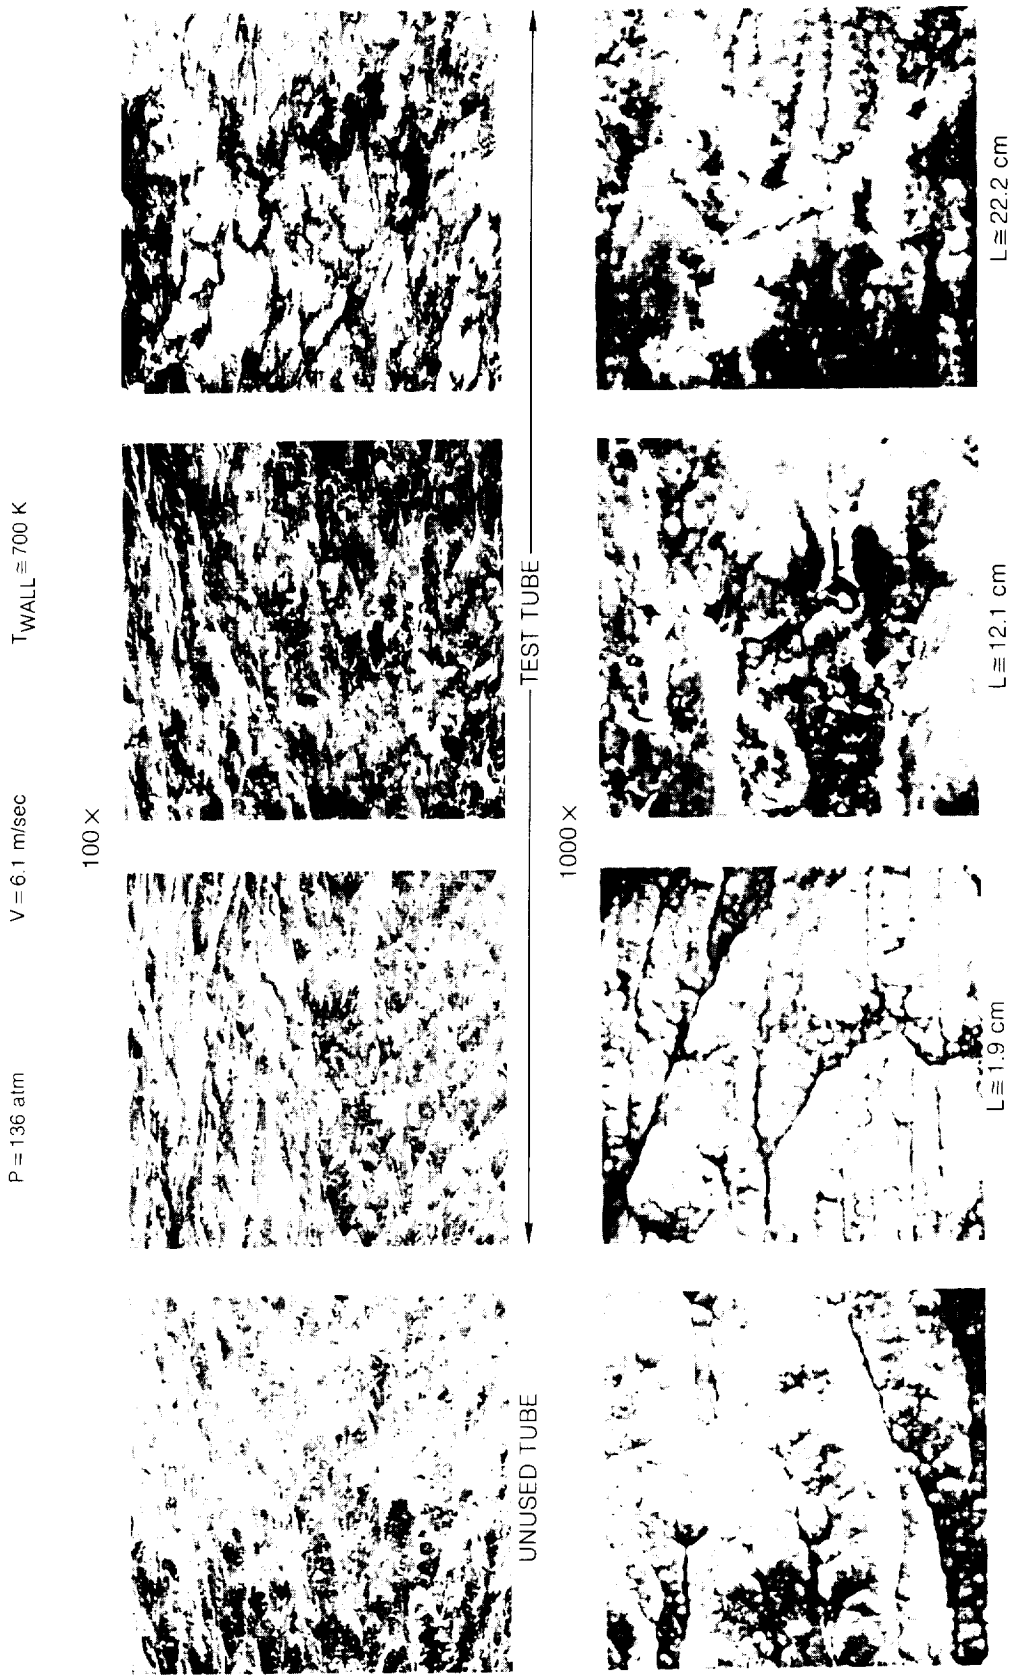 P = 136 atm V = 6.1 m/sec TWALL ≅ 700 K
100 ×
UNUSED TUBE TEST TUBE
1000 ×
L ≅ 1.9 cm L ≅ 12.1 cm L ≅ 22.2 cm